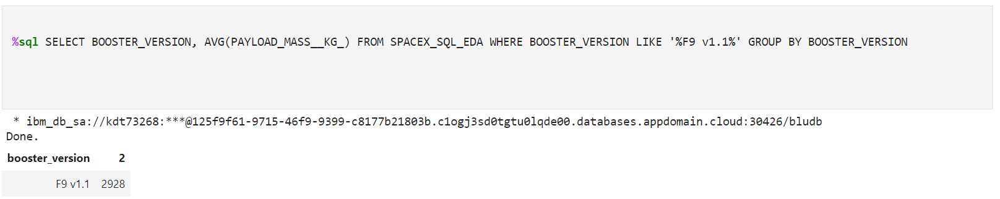 %sql SELECT BOOSTER_VERSION, AVG(PAYLOAD_MASS__KG_) FROM SPACEX_SQL_EDA WHERE BOOSTER_VERSION LIKE '%F9 v1.1%' GROUP BY BOOSTER_VERSION
* ibm_db_sa://kdt73268:***@125f9f61-9715-46f9-9399-c8177b21803b.c1ogj3sd0tgtu0lqde00.databases.appdomain.cloud:30426/bludb
Done.
booster_version 2
F9 v1.1 2928